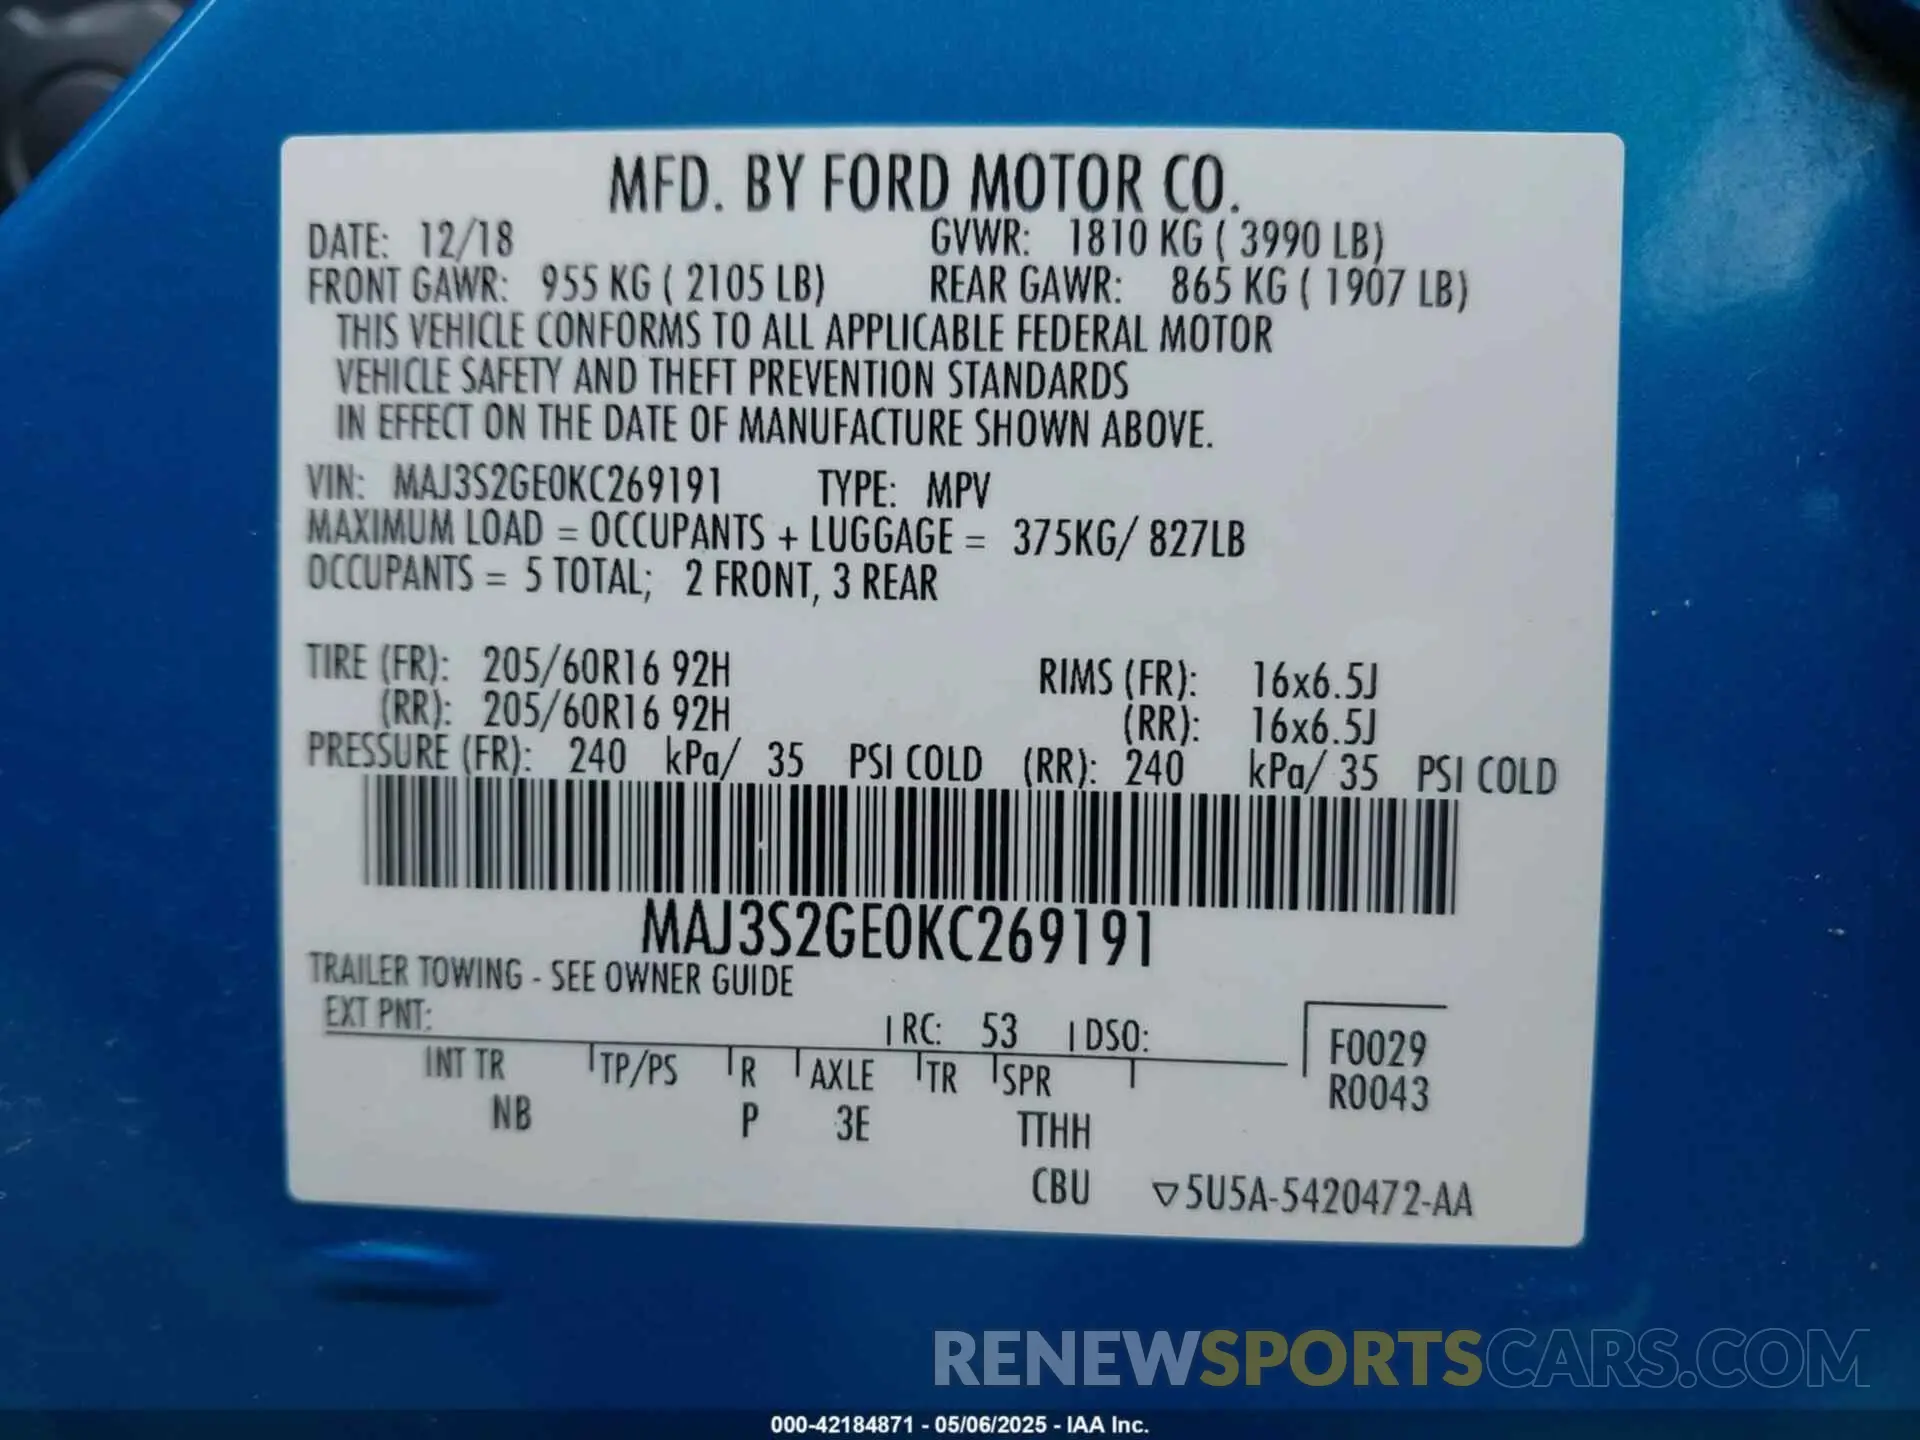 MFD. BY FORD MOTOR CO.
DATE: 12/18 GVWR: 1810 KG ( 3990 LB)
FRONT GAWR: 955 KG ( 2105 LB) REAR GAWR: 865 KG ( 1907 LB)
THIS VEHICLE CONFORMS TO ALL APPLICABLE FEDERAL MOTOR
VEHICLE SAFETY AND THEFT PREVENTION STANDARDS
IN EFFECT ON THE DATE OF MANUFACTURE SHOWN ABOVE.
VIN: MAJ3S2GE0KC269191 TYPE: MPV
MAXIMUM LOAD = OCCUPANTS + LUGGAGE = 375KG/ 827LB
OCCUPANTS = 5 TOTAL; 2 FRONT, 3 REAR
TIRE (FR): 205/60R16 92H RIMS (FR): 16x6.5J
(RR): 205/60R16 92H (RR): 16x6.5J
PRESSURE (FR): 240 kPa/ 35 PSI COLD (RR): 240 kPa/ 35 PSI COLD
MAJ3S2GE0KC269191
TRAILER TOWING - SEE OWNER GUIDE
EXT PNT: RC: 53 DSO: F0029
INT TR TP/PS R AXLE TR SPR R0043
NB P 3E TTHH
CBU ▽5U5A-5420472-AA
RENEWSPORTSCARS.COM
000-42184871 - 05/06/2025 - IAA Inc.